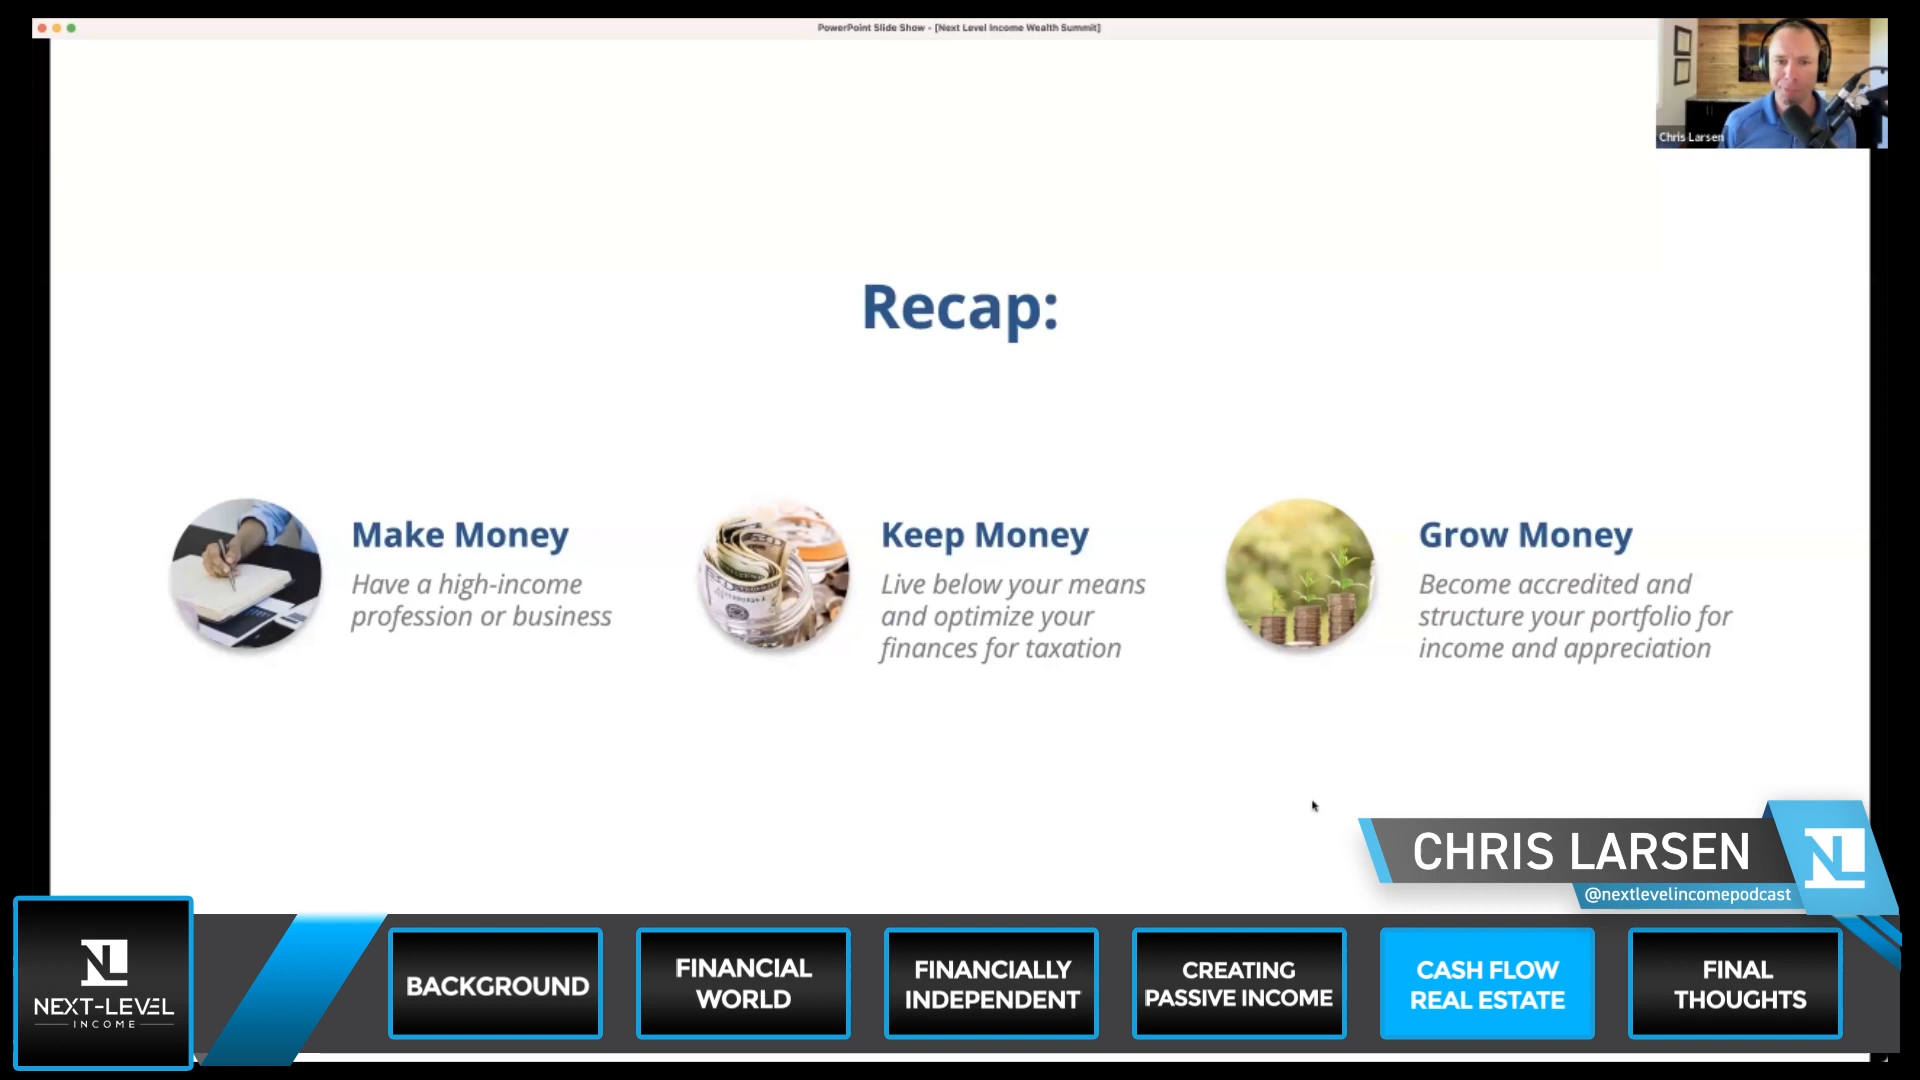 PowerPoint Slide Show - [Next Level Income Wealth Summit]
Chris Larsen
Recap:
Make Money
Have a high-income
profession or business
Keep Money
Live below your means
and optimize your
finances for taxation
Grow Money
Become accredited and
structure your portfolio for
income and appreciation
CHRIS LARSEN
NL
@nextlevelincomepodcast
NL
NEXT-LEVEL
INCOME
BACKGROUND
FINANCIAL
WORLD
FINANCIALLY
INDEPENDENT
CREATING
PASSIVE INCOME
CASH FLOW
REAL ESTATE
FINAL
THOUGHTS